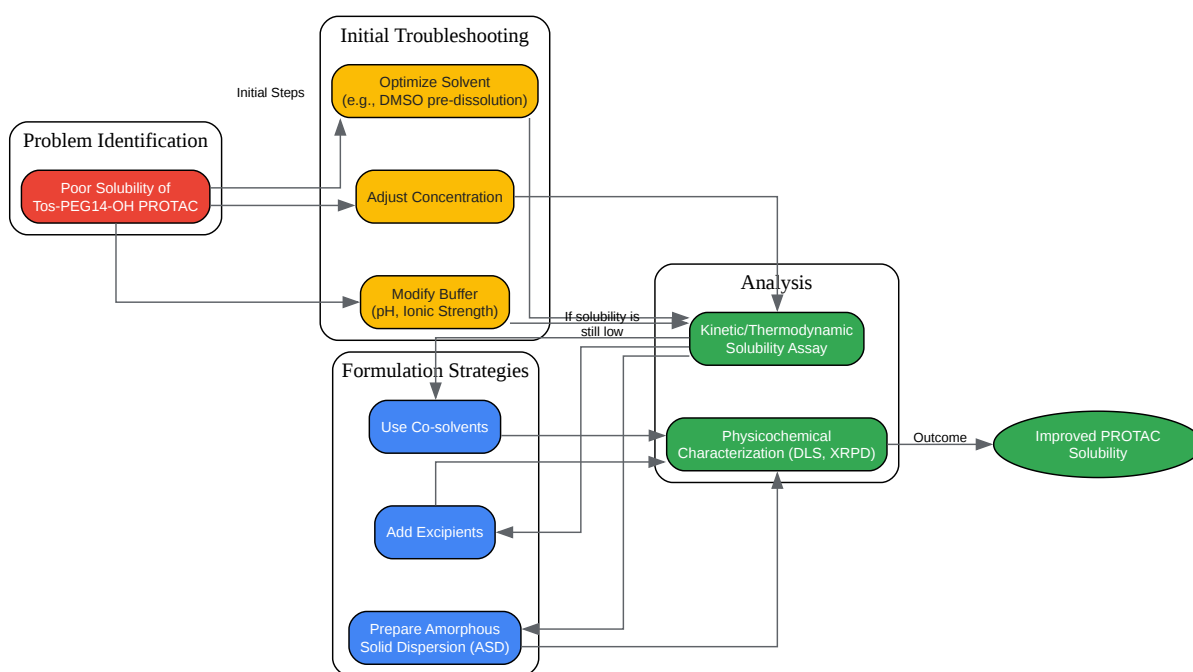 Initial Troubleshooting
Optimize Solvent
(e.g., DMSO pre-dissolution)
Initial Steps
Problem Identification
Poor Solubility of
Tos-PEG14-OH PROTAC
Adjust Concentration
Modify Buffer
(pH, Ionic Strength)
Analysis
If solubility is
still low
Kinetic/Thermodynamic
Solubility Assay
Formulation Strategies
Use Co-solvents
Physicochemical
Characterization (DLS, XRPD)
Outcome
Improved PROTAC
Solubility
Add Excipients
Prepare Amorphous
Solid Dispersion (ASD)